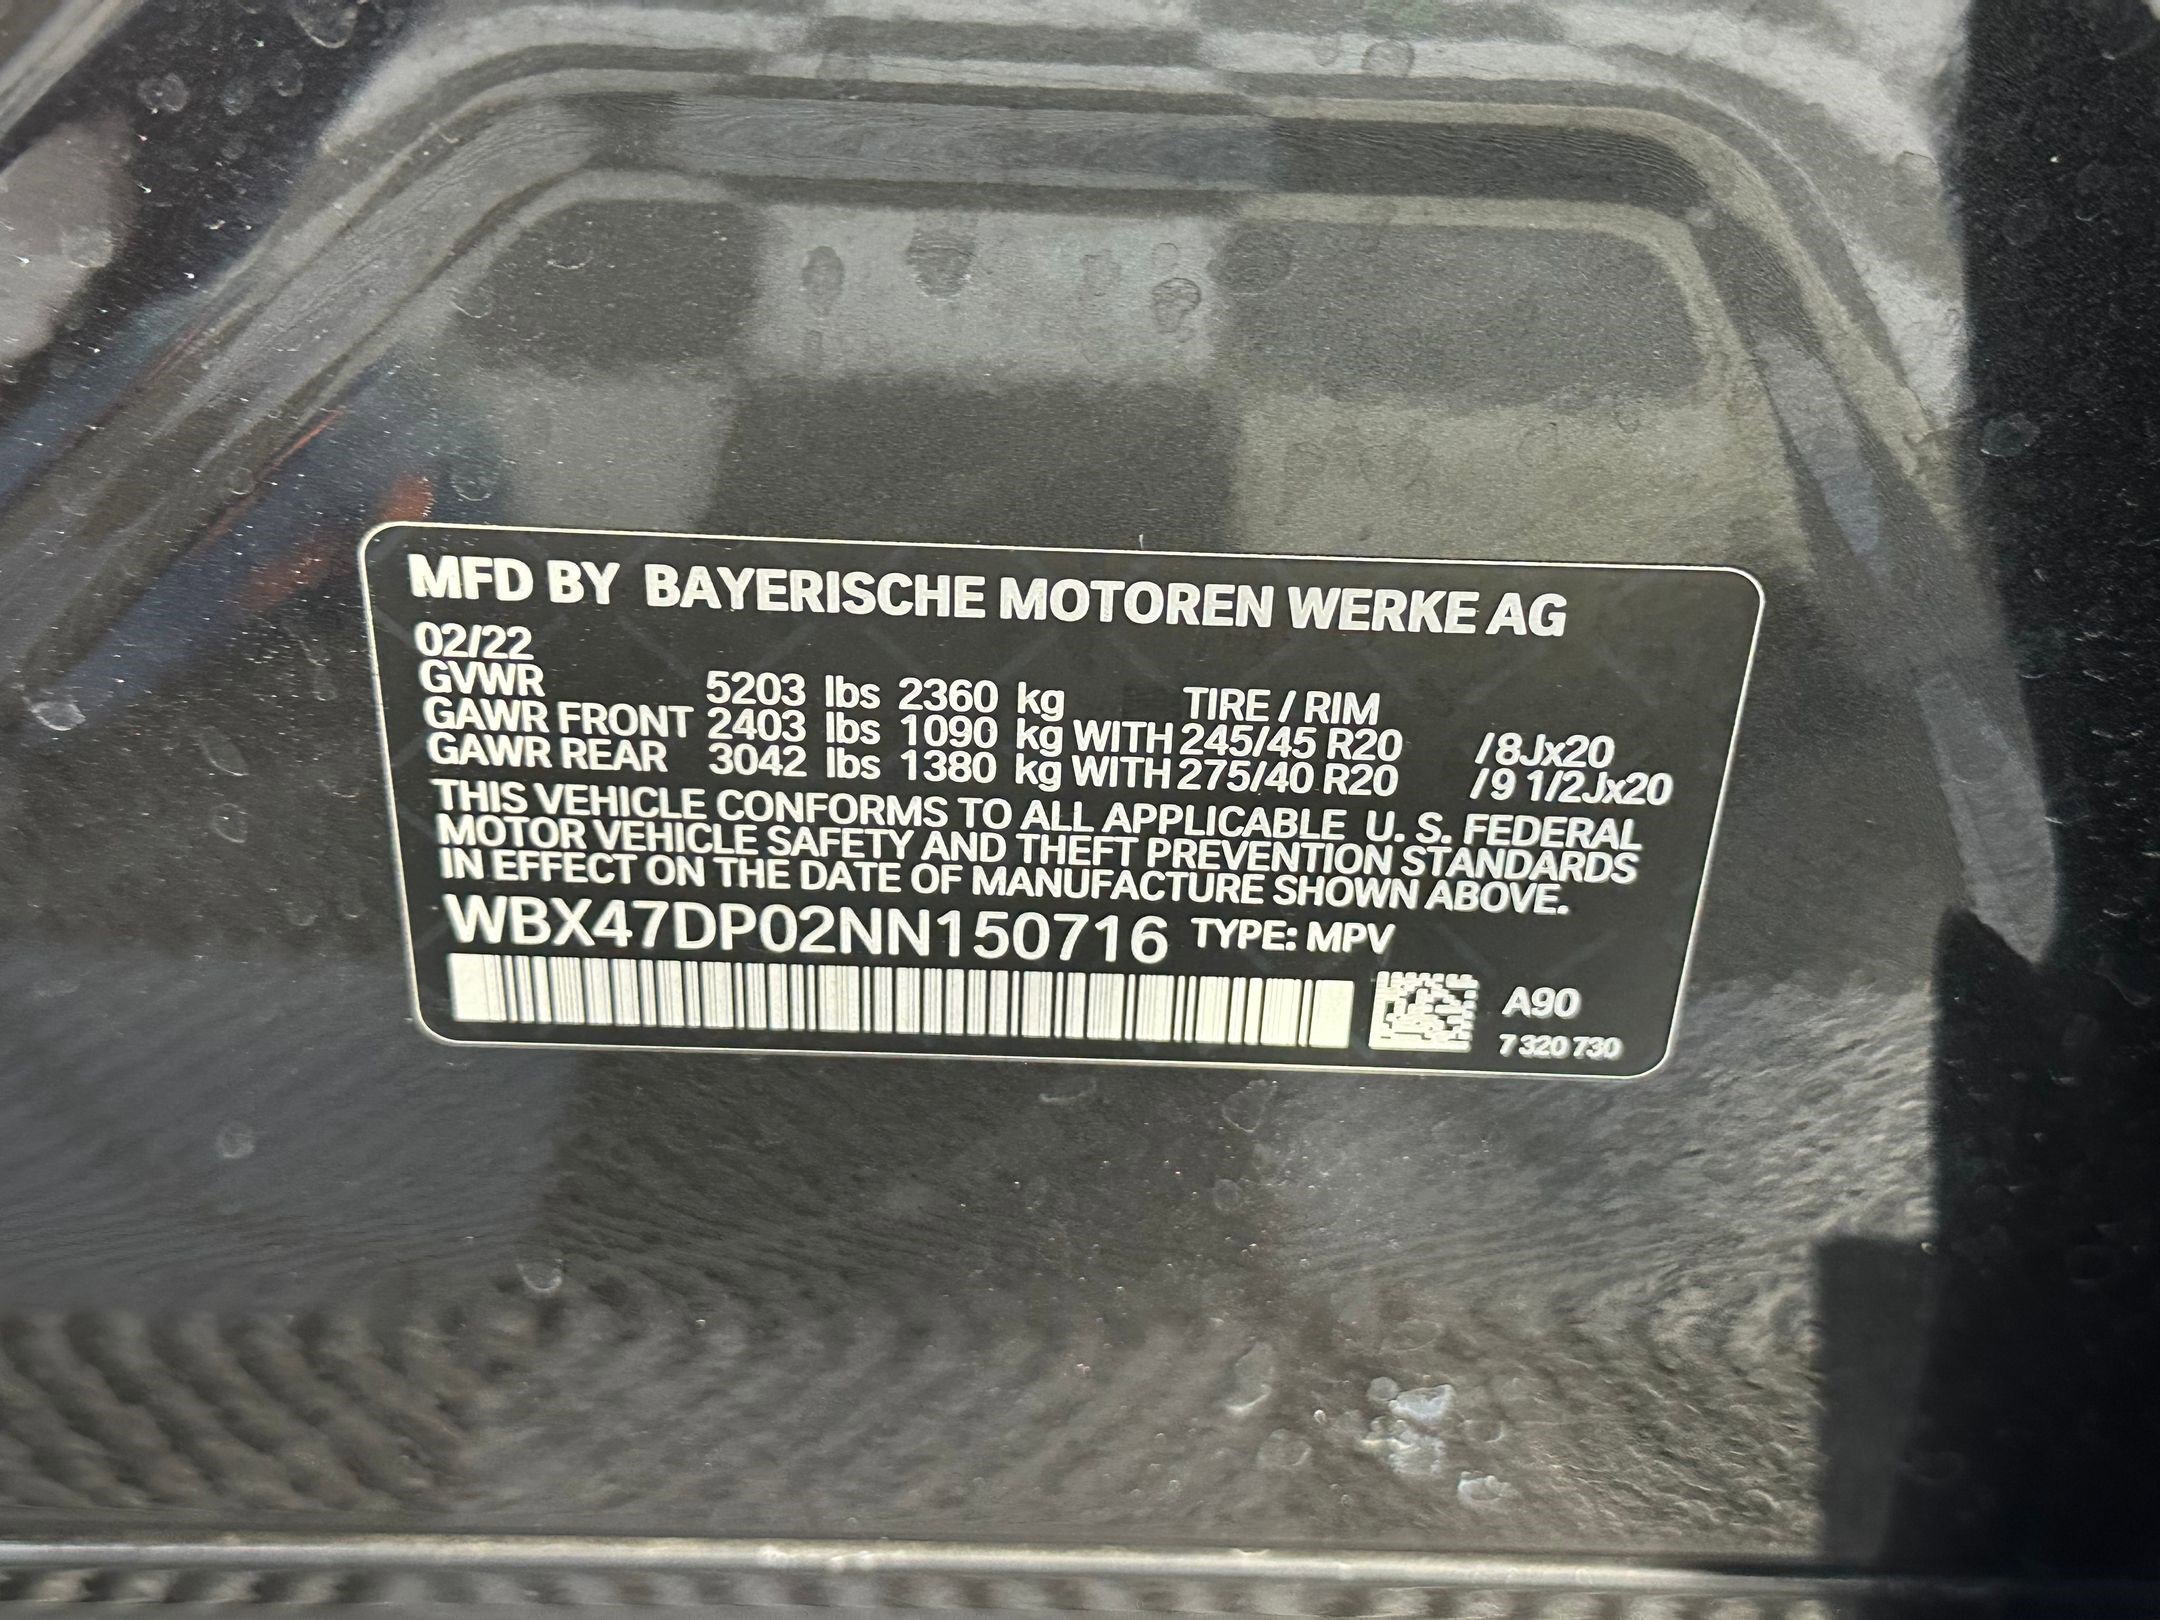 MFD BY BAYERISCHE MOTOREN WERKE AG
02/22
GVWR 5203 lbs 2360 kg TIRE / RIM
GAWR FRONT 2403 lbs 1090 kg WITH 245/45 R20 /8Jx20
GAWR REAR 3042 lbs 1380 kg WITH 275/40 R20 /9 1/2Jx20
THIS VEHICLE CONFORMS TO ALL APPLICABLE U. S. FEDERAL
MOTOR VEHICLE SAFETY AND THEFT PREVENTION STANDARDS
IN EFFECT ON THE DATE OF MANUFACTURE SHOWN ABOVE.
WBX47DP02NN150716 TYPE: MPV
A90
7 320 730